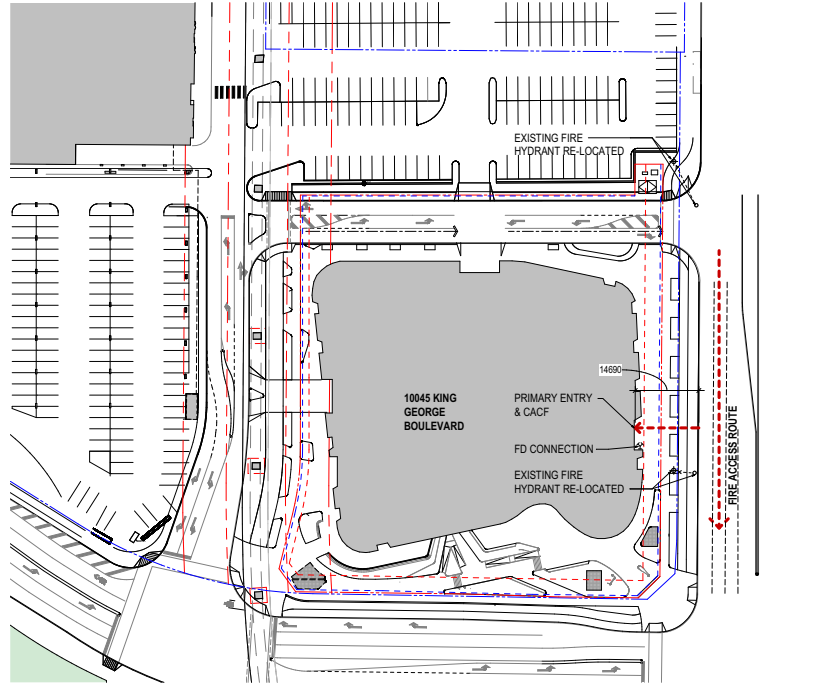 EXISTING FIRE
HYDRANT RE-LOCATED
14690
10045 KING
GEORGE
BOULEVARD
PRIMARY ENTRY
& CACF
FD CONNECTION
EXISTING FIRE
HYDRANT RE-LOCATED
FIRE ACCESS ROUTE